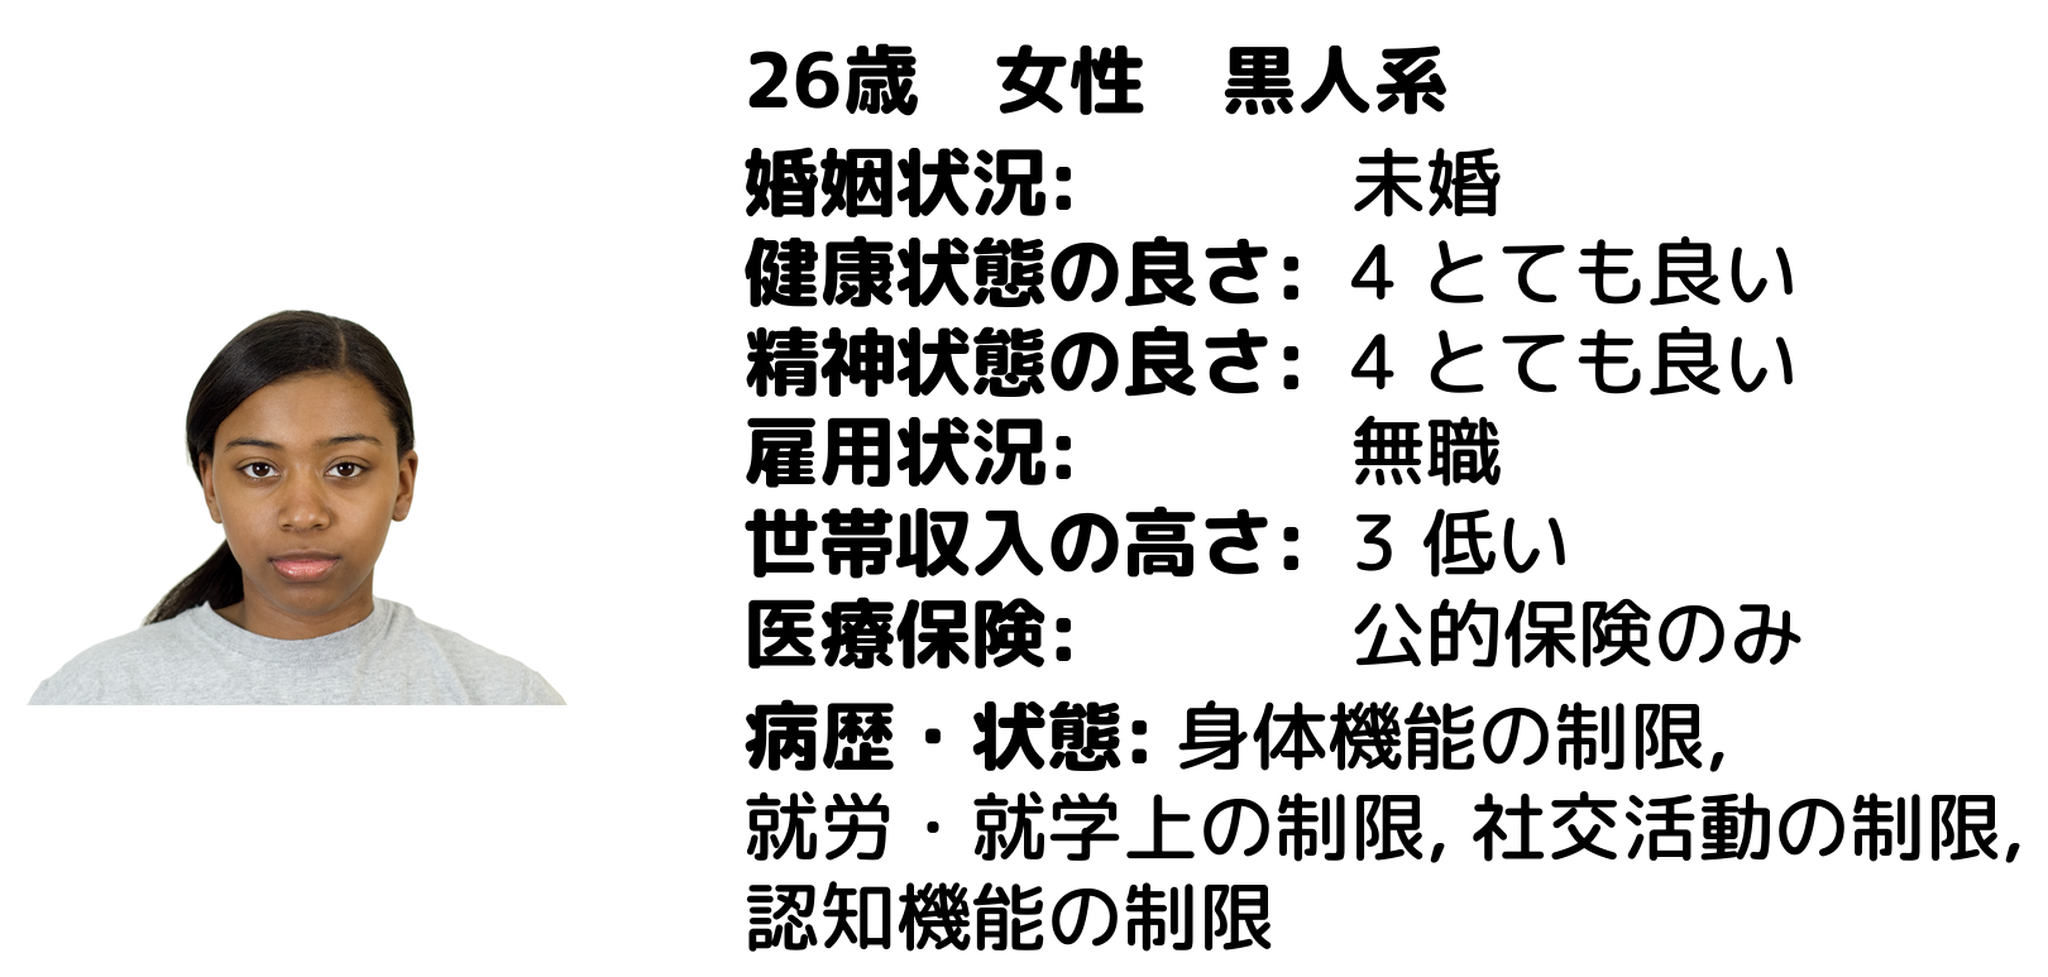 26歳　女性　黒人系
婚姻状況: 未婚
健康状態の良さ: 4 とても良い
精神状態の良さ: 4 とても良い
雇用状況: 無職
世帯収入の高さ: 3 低い
医療保険: 公的保険のみ
病歴・状態: 身体機能の制限,
就労・就学上の制限, 社交活動の制限,
認知機能の制限